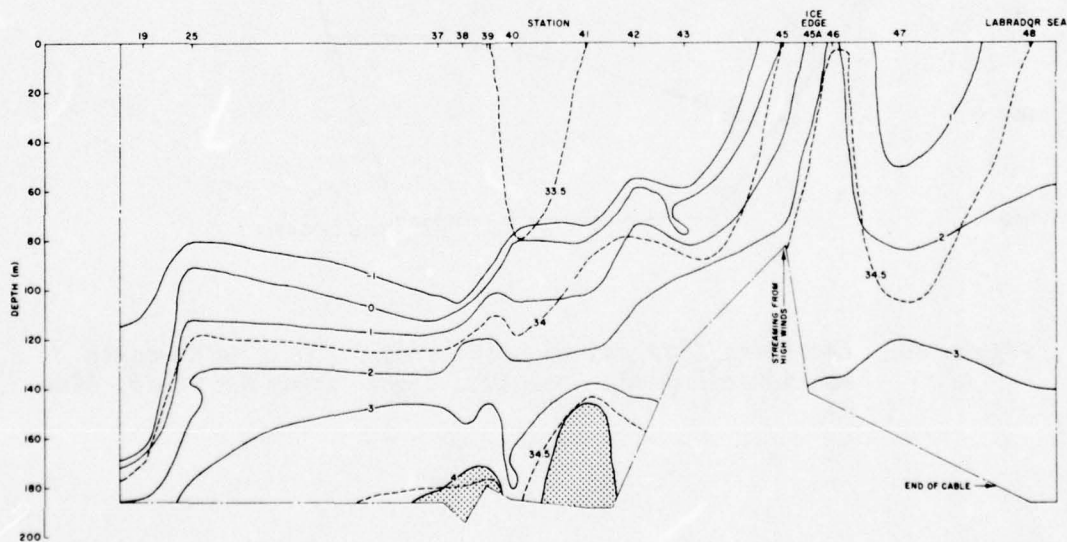 STATION
ICE
EDGE
LABRADOR SEA
19 25 37 38 39 40 41 42 43 45 45A 46 47 48
DEPTH (m)
0
20
40
60
80
100
120
140
160
180
200
-1
0
1
2
3
4
33.5
34
34.5
STREAMING FROM
HIGH WINDS
1
2
34.5
3
END OF CABLE